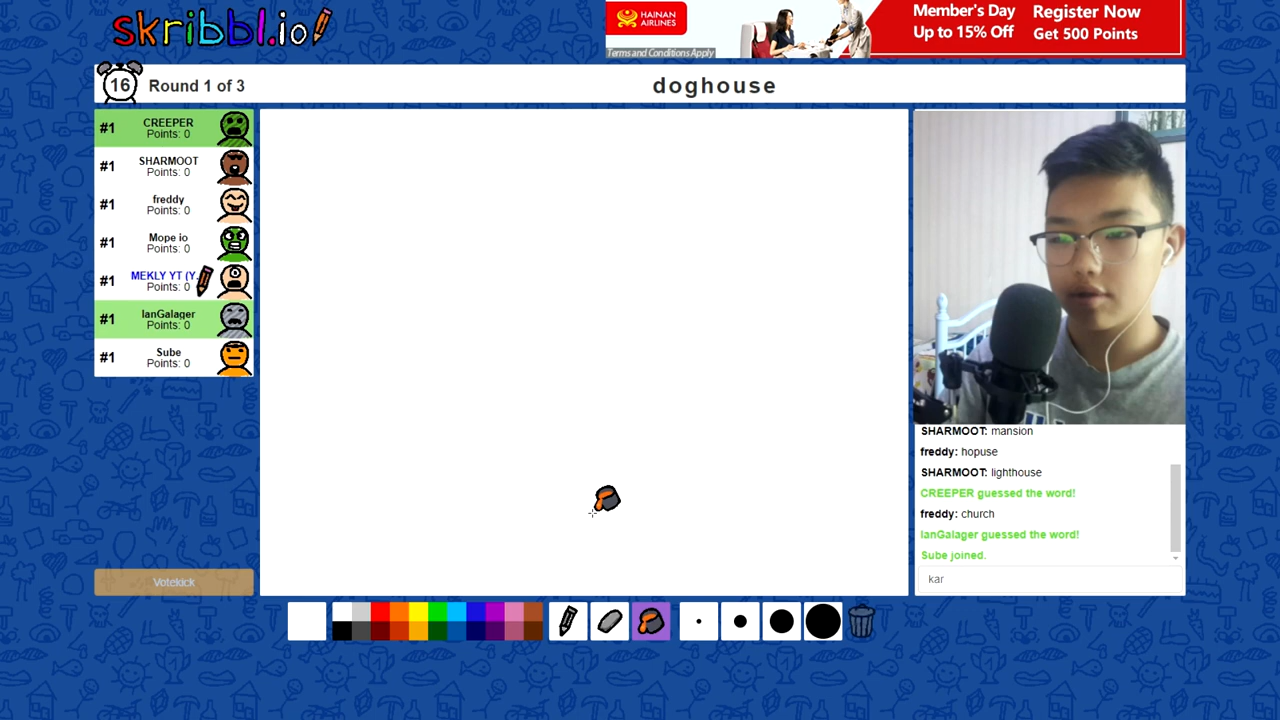 skribbl.io
HAINAN
AIRLINES
Terms and Conditions Apply
Member's Day
Up to 15% Off
Register Now
Get 500 Points
16
Round 1 of 3
doghouse
#1
CREEPER
Points: 0
#1
SHARMOOT
Points: 0
#1
freddy
Points: 0
#1
Mope io
Points: 0
#1
MEKLY YT (Y.
Points: 0
#1
IanGalager
Points: 0
#1
Sube
Points: 0
Votekick
SHARMOOT: mansion
freddy: hopuse
SHARMOOT: lighthouse
CREEPER guessed the word!
freddy: church
IanGalager guessed the word!
Sube joined.
kar